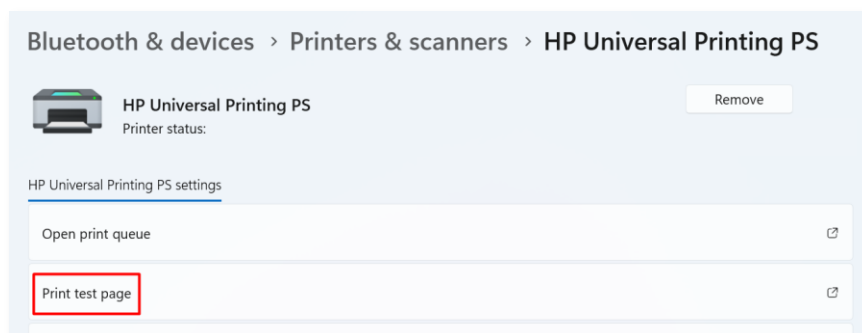 Bluetooth & devices > Printers & scanners > HP Universal Printing PS
HP Universal Printing PS
Remove
Printer status:
HP Universal Printing PS settings
Open print queue
Print test page